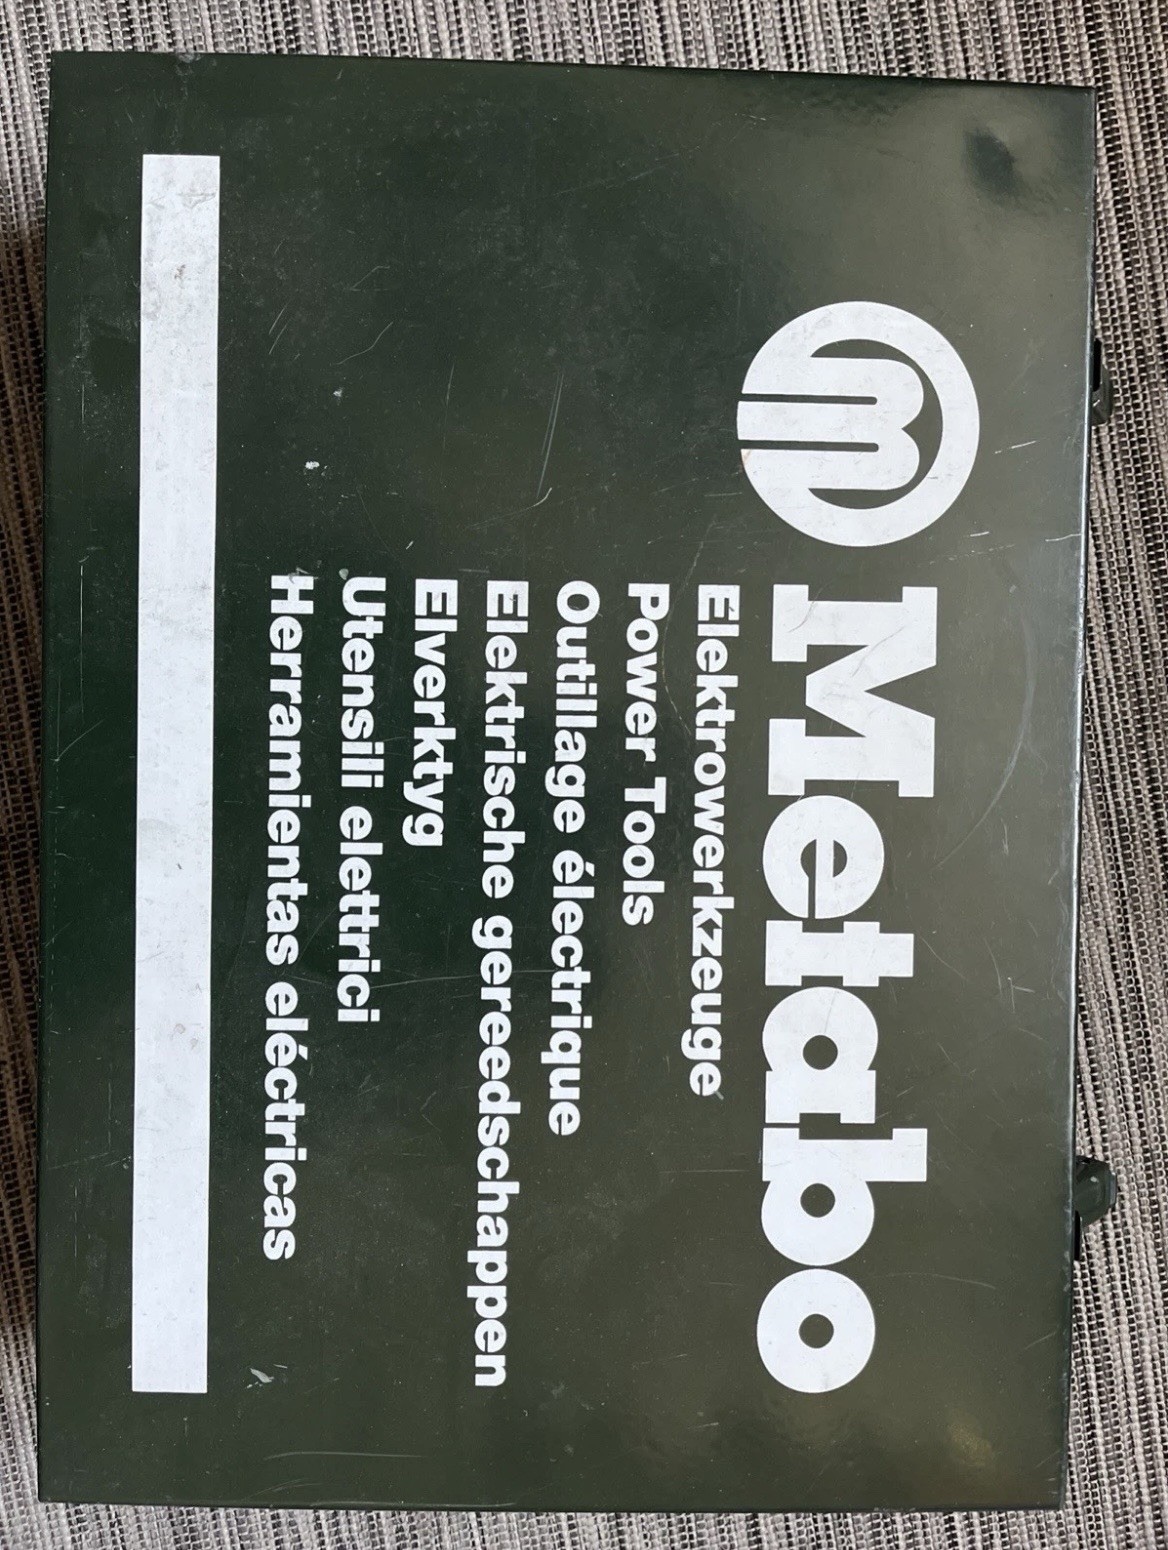 m Metabo
Elektrowerkzeuge
Power Tools
Outillage électrique
Elektrische gereedschappen
Elverktyg
Utensili elettrici
Herramientas eléctricas